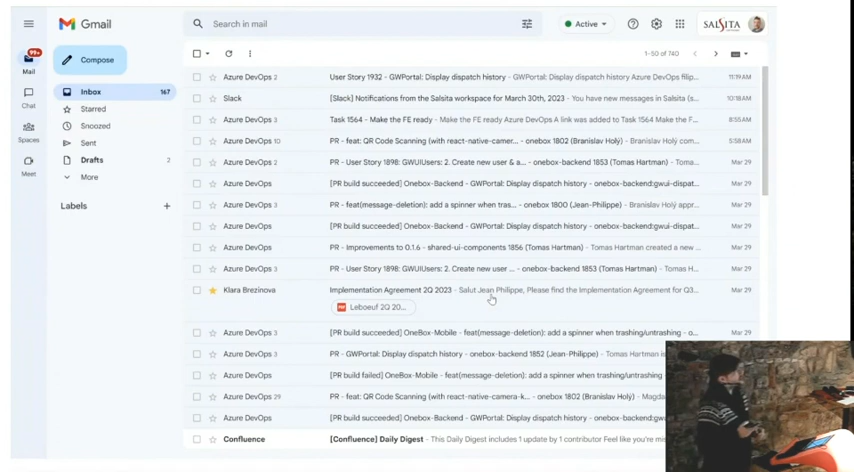 Gmail
Search in mail
Active
SALSITA
99+
Mail
Chat
Spaces
Meet
Compose
Inbox 167
Starred
Snoozed
Sent
Drafts 2
More
Labels
1–50 of 740
Azure DevOps 2 User Story 1932 - GWPortal: Display dispatch history - GWPortal: Display dispatch history Azure DevOps filip... 11:19 AM
Slack [Slack] Notifications from the Salsita workspace for March 30th, 2023 - You have new messages in Salsita (s... 10:18 AM
Azure DevOps 3 Task 1564 - Make the FE ready - Make the FE ready Azure DevOps A link was added to Task 1564 Make the F... 8:55 AM
Azure DevOps 10 PR - feat: QR Code Scanning (with react-native-camer... - onebox 1802 (Branislav Holý) - Branislav Holý com... 5:58 AM
Azure DevOps 2 PR - User Story 1898: GWUIUsers: 2. Create new user & a... - onebox-backend 1853 (Tomas Hartman) - Toma... Mar 29
Azure DevOps [PR build succeeded] Onebox-Backend - GWPortal: Display dispatch history - onebox-backend:gwui-dispat... Mar 29
Azure DevOps 3 PR - feat(message-deletion): add a spinner when tras... - onebox 1800 (Jean-Philippe) - Branislav Holý appr... Mar 29
Azure DevOps [PR build succeeded] Onebox-Backend - GWPortal: Display dispatch history - onebox-backend:gwui-dispat... Mar 29
Azure DevOps PR - Improvements to 0.1.6 - shared-ui-components 1856 (Tomas Hartman) - Tomas Hartman created a new ... Mar 29
Azure DevOps 3 PR - User Story 1898: GWUIUsers: 2. Create new user ... - onebox-backend 1853 (Tomas Hartman) - Tomas H... Mar 29
Klara Brezinova Implementation Agreement 2Q 2023 - Salut Jean Philippe, Please find the Implementation Agreement for Q3... Mar 29
PDF Leboeuf 2Q 20...
Azure DevOps 3 [PR build succeeded] OneBox-Mobile - feat(message-deletion): add a spinner when trashing/untrashing - o... Mar 29
Azure DevOps 3 PR - GWPortal: Display dispatch history - onebox-backend 1852 (Jean-Philippe) - Tomas Hartman is
Azure DevOps [PR build failed] OneBox-Mobile - feat(message-deletion): add a spinner when trashing/untrashing
Azure DevOps 29 PR - feat: QR Code Scanning (with react-native-camera-k... - onebox 1802 (Branislav Holý) - Magda
Azure DevOps [PR build succeeded] Onebox-Backend - GWPortal: Display dispatch history - onebox-backend:gwui
Confluence [Confluence] Daily Digest - This Daily Digest includes 1 update by 1 contributor Feel like you're mis